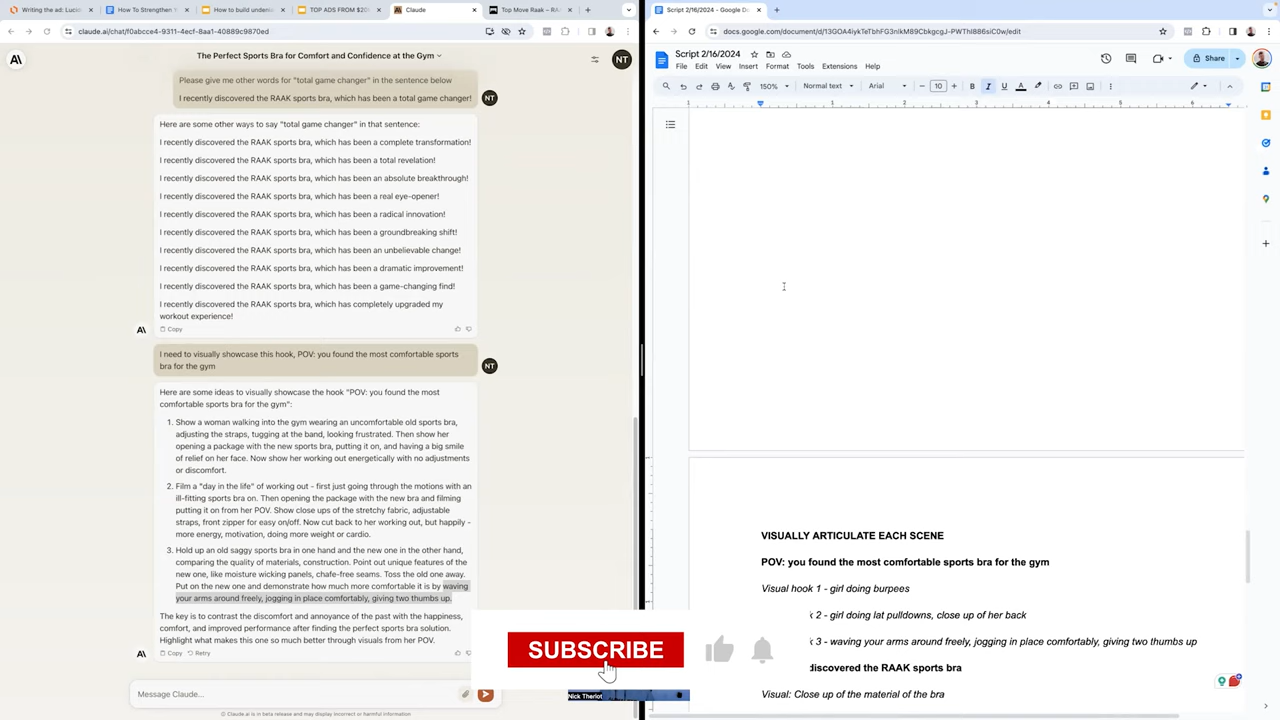 Writing the ad: Luck
How To Strengthen
How to build undeni
TOP ADS FROM $20
Claude
Top Move Raak – RA
claude.ai/chat/f0abcce4-9311-4ecf-8aa1-40889c9870ed
The Perfect Sports Bra for Comfort and Confidence at the Gym
NT
Please give me other words for "total game changer" in the sentence below
I recently discovered the RAAK sports bra, which has been a total game changer!
NT
Here are some other ways to say "total game changer" in that sentence:
I recently discovered the RAAK sports bra, which has been a complete transformation!
I recently discovered the RAAK sports bra, which has been a total revelation!
I recently discovered the RAAK sports bra, which has been an absolute breakthrough!
I recently discovered the RAAK sports bra, which has been a real eye-opener!
I recently discovered the RAAK sports bra, which has been a radical innovation!
I recently discovered the RAAK sports bra, which has been a groundbreaking shift!
I recently discovered the RAAK sports bra, which has been an unbelievable change!
I recently discovered the RAAK sports bra, which has been a dramatic improvement!
I recently discovered the RAAK sports bra, which has been a game-changing find!
I recently discovered the RAAK sports bra, which has completely upgraded my
workout experience!
Copy
I need to visually showcase this hook, POV: you found the most comfortable sports
bra for the gym
NT
Here are some ideas to visually showcase the hook "POV: you found the most
comfortable sports bra for the gym":
1. Show a woman walking into the gym wearing an uncomfortable old sports bra,
adjusting the straps, tugging at the band, looking frustrated. Then show her
opening a package with the new sports bra, putting it on, and having a big smile
of relief on her face. Now show her working out energetically with no adjustments
or discomfort.
2. Film a "day in the life" of working out - first just going through the motions with an
ill-fitting sports bra on. Then opening the package with the new bra and filming
putting it on from her POV. Show close ups of the stretchy fabric, adjustable
straps, front zipper for easy on/off. Now cut back to her working out, but happily -
more energy, motivation, doing more weight or cardio.
3. Hold up an old saggy sports bra in one hand and the new one in the other hand,
comparing the quality of materials, construction. Point out unique features of the
new one, like moisture wicking panels, chafe-free seams. Toss the old one away.
Put on the new one and demonstrate how much more comfortable it is by waving
your arms around freely, jogging in place comfortably, giving two thumbs up.
The key is to contrast the discomfort and annoyance of the past with the happiness,
comfort, and improved performance after finding the perfect sports bra solution.
Highlight what makes this one so much better through visuals from her POV.
Copy Retry
Message Claude...
Claude.ai is in beta release and may display incorrect or harmful information
Script 2/16/2024 - Google Do
Script 2/16/2024
File Edit View Insert Format Tools Extensions Help
Share
150% Normal text Arial 10 B I U A
1 1 2 3 4 5 6
VISUALLY ARTICULATE EACH SCENE
POV: you found the most comfortable sports bra for the gym
Visual hook 1 - girl doing burpees
k 2 - girl doing lat pulldowns, close up of her back
k 3 - waving your arms around freely, jogging in place comfortably, giving two thumbs up
discovered the RAAK sports bra
Visual: Close up of the material of the bra
SUBSCRIBE
Nick Theriot